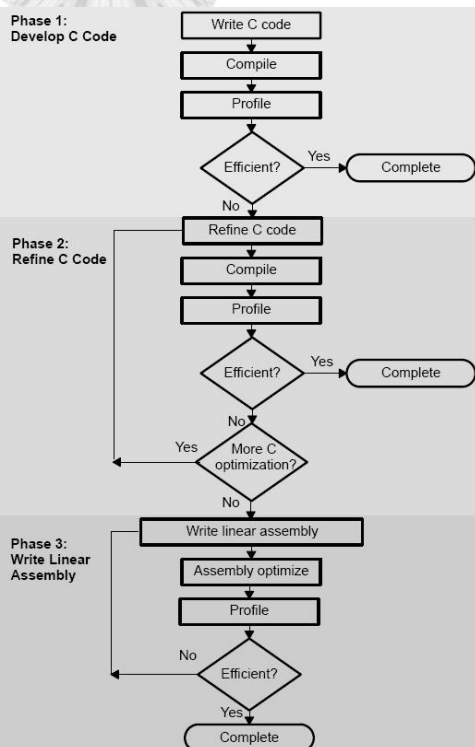 Phase 1:
Develop C Code
Write C code
Compile
Profile
Efficient?
Yes
Complete
No
Phase 2:
Refine C Code
Refine C code
Compile
Profile
Efficient?
Yes
Complete
No
More C
optimization?
Yes
No
Phase 3:
Write Linear
Assembly
Write linear assembly
Assembly optimize
Profile
Efficient?
No
Yes
Complete